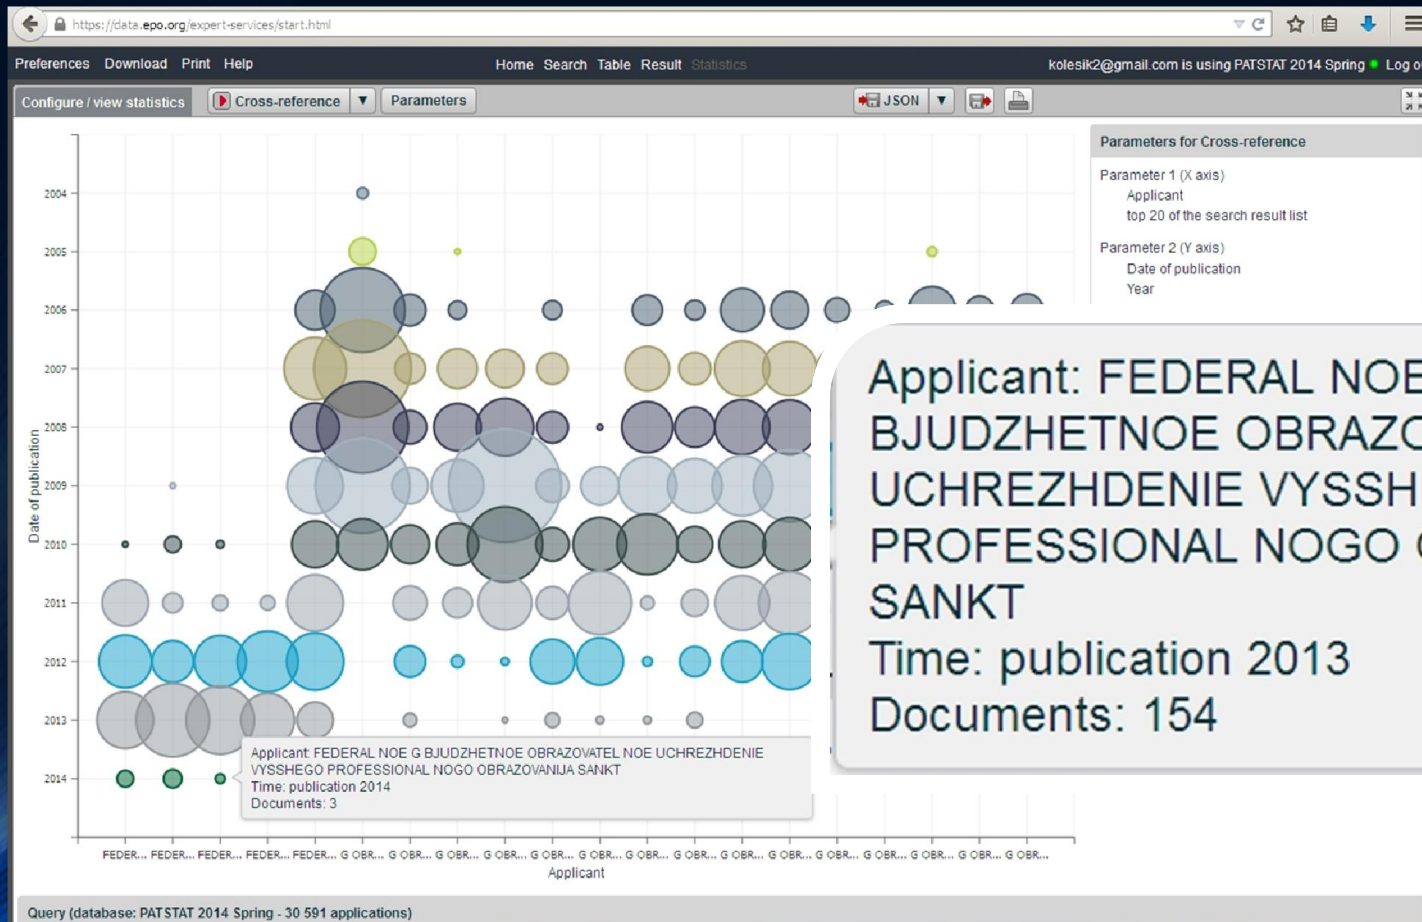 https://data.epo.org/expert-services/start.html
Preferences Download Print Help
Home Search Table Result Statistics
kolesik2@gmail.com is using PATSTAT 2014 Spring Log
Configure / view statistics
Cross-reference
Parameters
JSON
Parameters for Cross-reference
Parameter 1 (X axis)
Applicant
top 20 of the search result list
Parameter 2 (Y axis)
Date of publication
Year
Date of publication
2004
2005
2006
2007
2008
2009
2010
2011
2012
2013
2014
Applicant: FEDERAL NOE
BJUDZHETNOE OBRAZO
UCHREZHDENIE VYSSH
PROFESSIONAL NOGO
SANKT
Time: publication 2013
Documents: 154
Applicant: FEDERAL NOE G BJUDZHETNOE OBRAZOVATEL NOE UCHREZHDENIE
VYSSHEGO PROFESSIONAL NOGO OBRAZOVANIJA SANKT
Time: publication 2014
Documents: 3
FEDER... FEDER... FEDER... FEDER... FEDER... G OBR... G OBR... G OBR... G OBR... G OBR... G OBR... G OBR... G OBR... G OBR... G OBR... G OBR... G OBR... G OBR... G OBR... G OBR...
Applicant
Query (database: PATSTAT 2014 Spring - 30 591 applications)